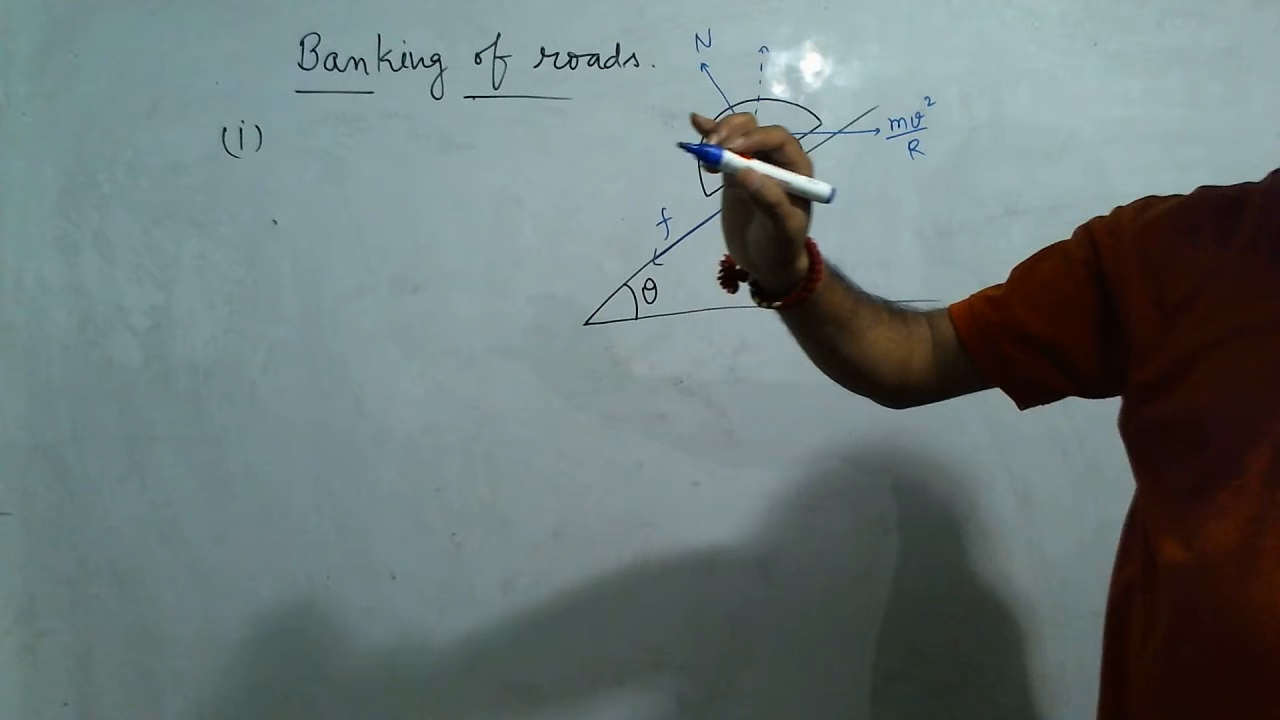 Banking of roads.
(i)
N
mv²/R
f
θ